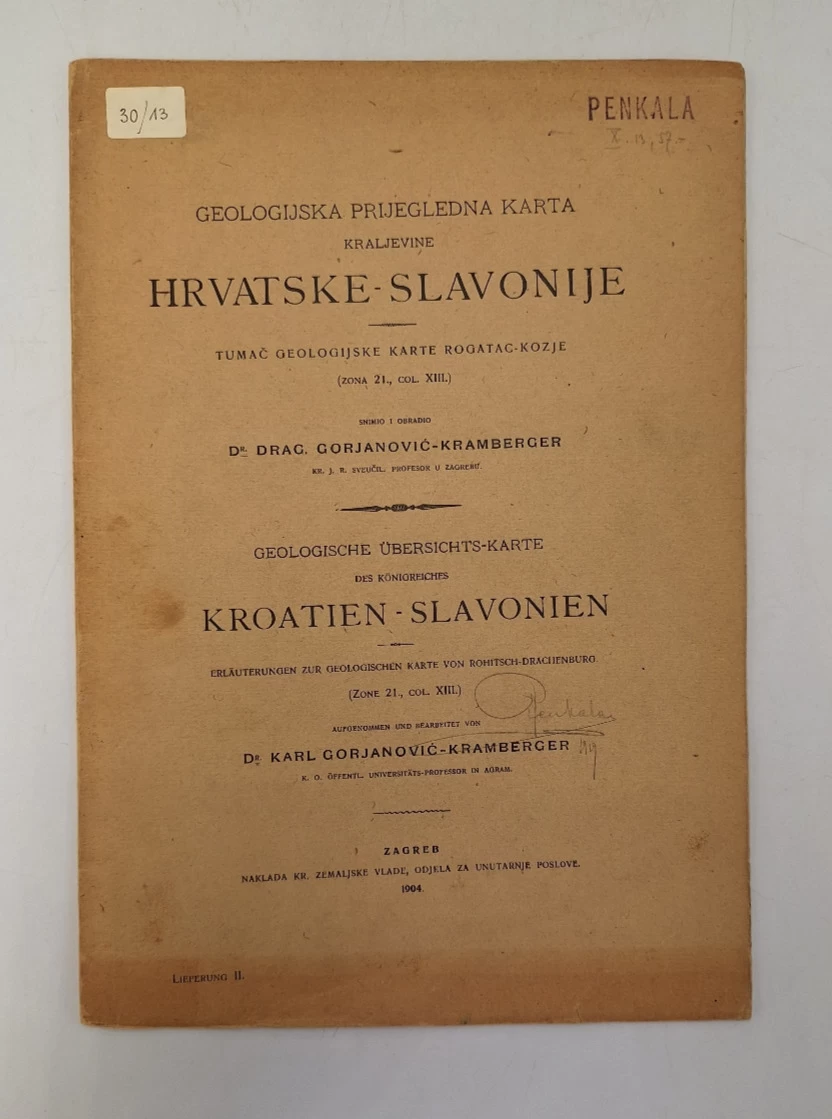 30/13
PENKALA
GEOLOGIJSKA PRIJEGLEDNA KARTA
KRALJEVINE
HRVATSKE-SLAVONIJE
TUMAČ GEOLOGIJSKE KARTE ROGATAC-KOZJE
(ZONA 21., COL. XIII.)
SNIMIO I OBRADIO
DR. DRAG. GORJANOVIĆ-KRAMBERGER
KR. J. R. SVEUČIL. PROFESOR U ZAGREBU.
GEOLOGISCHE ÜBERSICHTS-KARTE
DES KÖNIGREICHES
KROATIEN-SLAVONIEN
ERLÄUTERUNGEN ZUR GEOLOGISCHEN KARTE VON ROHITSCH-DRACHENBURG
(ZONE 21., COL. XIII.)
Penkala
AUFGENOMMEN UND BEARBEITET VON
DR. KARL GORJANOVIĆ-KRAMBERGER
K. O. ÖFFENTL. UNIVERSITÄTS-PROFESSOR IN AGRAM.
ZAGREB
NAKLADA KR. ZEMALJSKE VLADE, ODJELA ZA UNUTARNJE POSLOVE.
1904.
LIEFERUNG II.